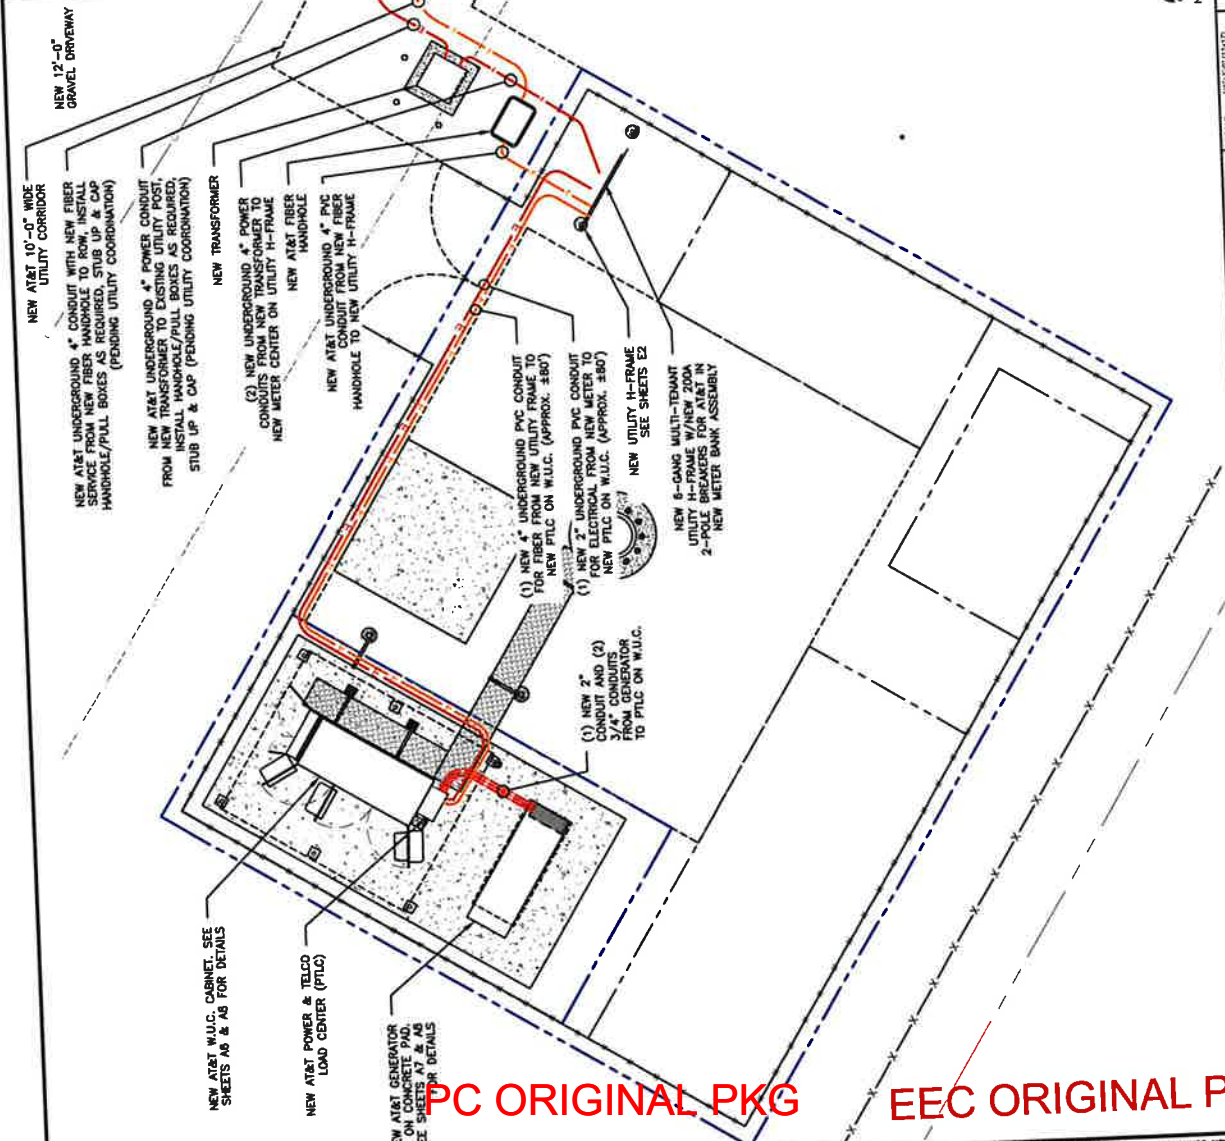 NEW AT&T 10'-0" WIDE
UTILITY CORRIDOR
NEW 12'-0"
GRAVEL DRIVEWAY
NEW AT&T UNDERGROUND 4" CONDUIT WITH NEW FIBER
SERVICE FROM NEW FIBER HANDHOLE TO ROW, INSTALL
HANDHOLE/PULL BOXES AS REQUIRED, STUB UP & CAP
(PENDING UTILITY COORDINATION)
NEW AT&T UNDERGROUND 4" POWER CONDUIT
FROM NEW TRANSFORMER TO EXISTING UTILITY POST,
INSTALL HANDHOLE/PULL BOXES AS REQUIRED,
STUB UP & CAP (PENDING UTILITY COORDINATION)
NEW TRANSFORMER
(2) NEW UNDERGROUND 4" POWER
CONDUITS FROM NEW TRANSFORMER TO
NEW METER CENTER ON UTILITY H-FRAME
NEW AT&T FIBER
HANDHOLE
NEW AT&T UNDERGROUND 4" PVC
CONDUIT FROM NEW FIBER
HANDHOLE TO NEW UTILITY H-FRAME
(1) NEW 4" UNDERGROUND PVC CONDUIT
FOR FIBER FROM NEW UTILITY FRAME TO
NEW PTLC ON W.U.C. (APPROX. ±80')
(1) NEW 2" UNDERGROUND PVC CONDUIT
FOR ELECTRICAL FROM NEW METER TO
NEW PTLC ON W.U.C. (APPROX. ±80')
NEW UTILITY H-FRAME
SEE SHEETS E2
NEW 6-GANG MULTI-TENANT
UTILITY H-FRAME W/NEW 200A
2-POLE BREAKERS FOR AT&T IN
NEW METER BANK ASSEMBLY
(1) NEW 2"
CONDUIT AND (2)
3/4" CONDUITS
FROM GENERATOR
TO PTLC ON W.U.C.
NEW AT&T W.U.C. CABINET. SEE
SHEETS A6 & A8 FOR DETAILS
NEW AT&T POWER & TELCO
LOAD CENTER (PTLC)
EW AT&T GENERATOR
ON CONCRETE PAD.
EE SHEETS A7 & A8
FOR DETAILS
PC ORIGINAL PKG
EEC ORIGINAL P